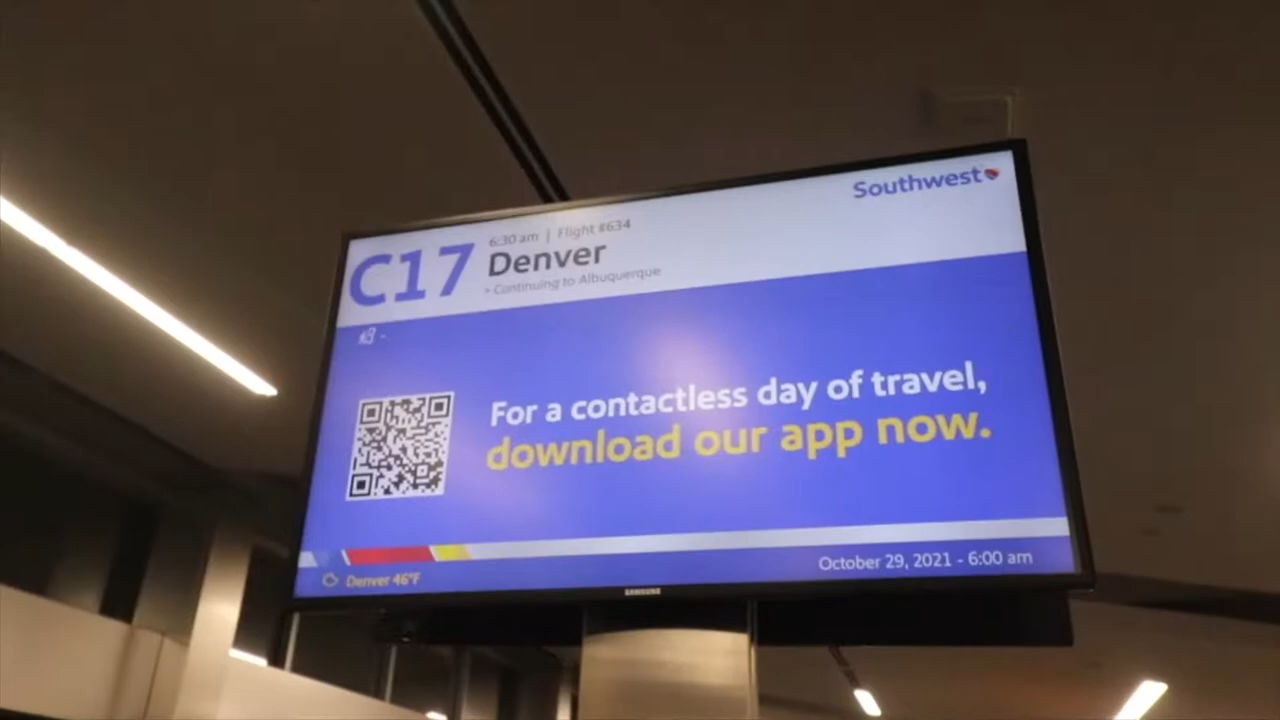 Southwest
C17
6:30 am | Flight #634
Denver
> Continuing to Albuquerque
For a contactless day of travel,
download our app now.
October 29, 2021 - 6:00 am
Denver 46°F
SAMSUNG